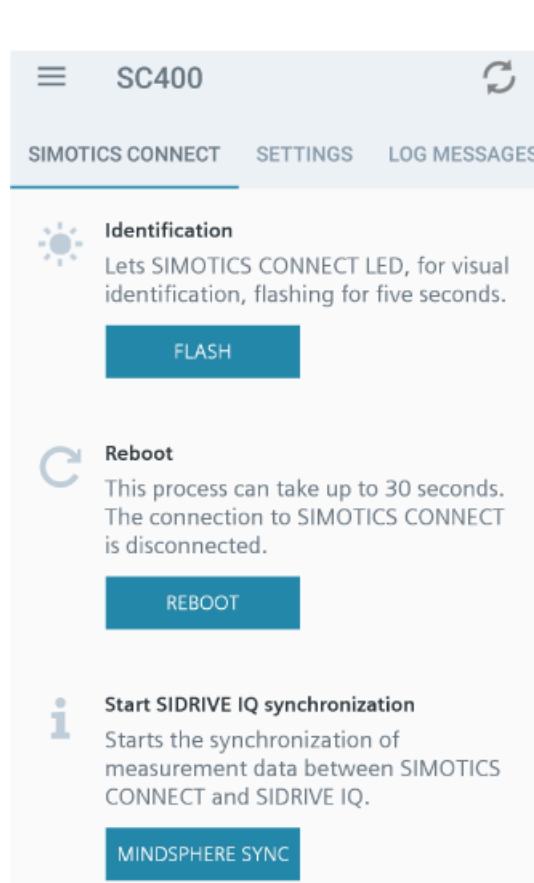 SC400
SIMOTICS CONNECT SETTINGS LOG MESSAGES
Identification
Lets SIMOTICS CONNECT LED, for visual
identification, flashing for five seconds.
FLASH
Reboot
This process can take up to 30 seconds.
The connection to SIMOTICS CONNECT
is disconnected.
REBOOT
Start SIDRIVE IQ synchronization
Starts the synchronization of
measurement data between SIMOTICS
CONNECT and SIDRIVE IQ.
MINDSPHERE SYNC